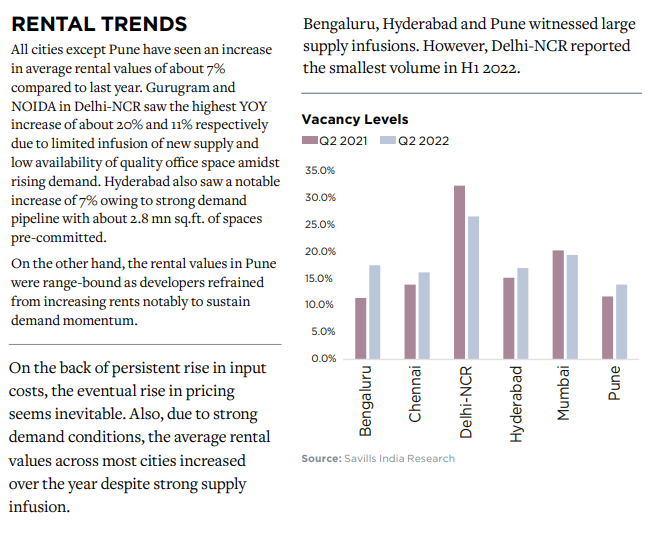 RENTAL TRENDS
All cities except Pune have seen an increase
in average rental values of about 7%
compared to last year. Gurugram and
NOIDA in Delhi-NCR saw the highest YOY
increase of about 20% and 11% respectively
due to limited infusion of new supply and
low availability of quality office space amidst
rising demand. Hyderabad also saw a notable
increase of 7% owing to strong demand
pipeline with about 2.8 mn sq.ft. of spaces
pre-committed.
On the other hand, the rental values in Pune
were range-bound as developers refrained
from increasing rents notably to sustain
demand momentum.
On the back of persistent rise in input
costs, the eventual rise in pricing
seems inevitable. Also, due to strong
demand conditions, the average rental
values across most cities increased
over the year despite strong supply
infusion.
Bengaluru, Hyderabad and Pune witnessed large
supply infusions. However, Delhi-NCR reported
the smallest volume in H1 2022.
Vacancy Levels
Q2 2021 Q2 2022
35.0%
30.0%
25.0%
20.0%
15.0%
10.0%
5.0%
0.0%
Bengaluru
Chennai
Delhi-NCR
Hyderabad
Mumbai
Pune
Source: Savills India Research